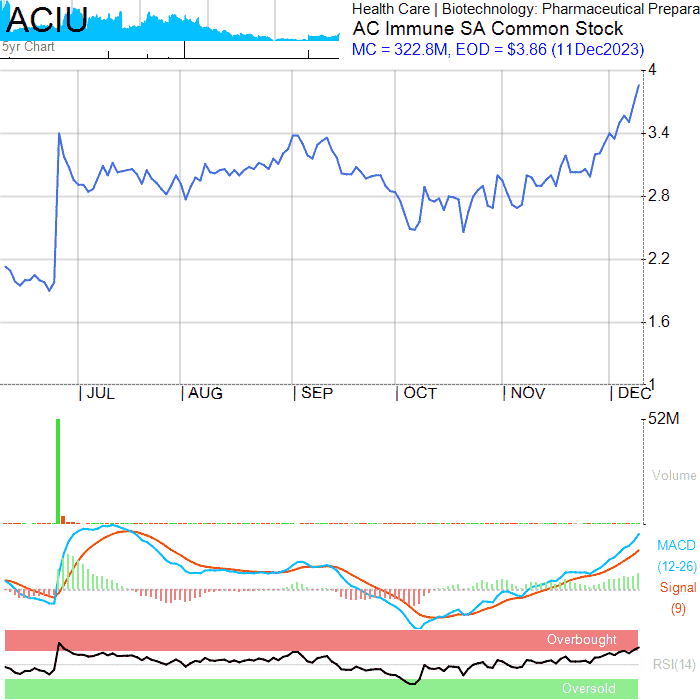 ACIU
5yr Chart
Health Care | Biotechnology: Pharmaceutical Prepara
AC Immune SA Common Stock
MC = 322.8M, EOD = $3.86 (11Dec2023)
4
3.4
2.8
2.2
1.6
1
JUL AUG SEP OCT NOV DEC
52M
Volume
MACD
(12-26)
Signal
(9)
Overbought
RSI(14)
Oversold